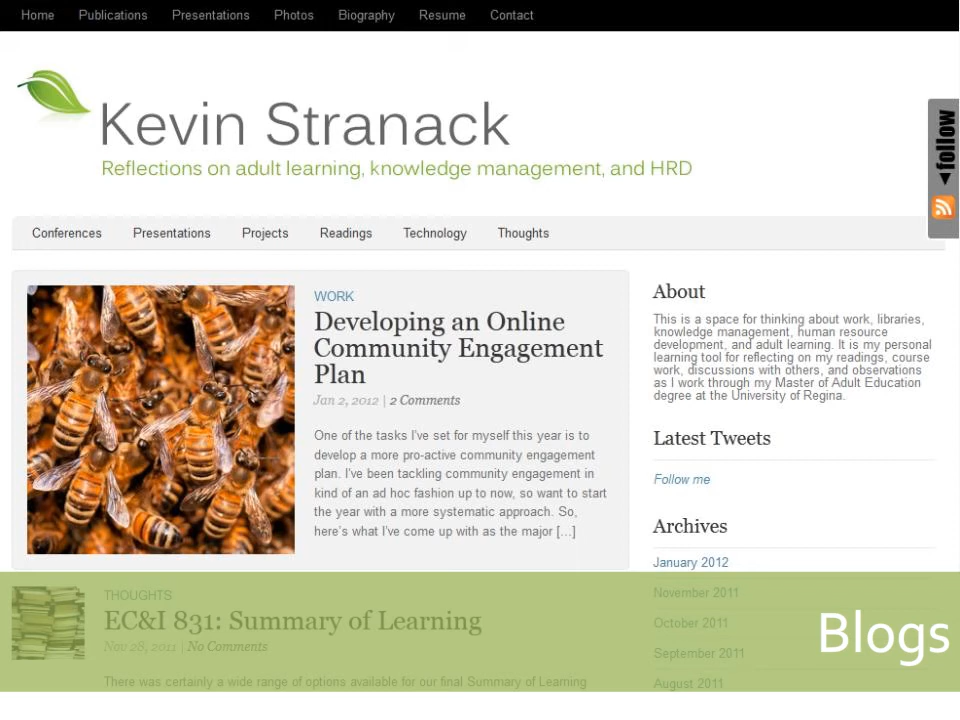 Home Publications Presentations Photos Biography Resume Contact
Kevin Stranack
Reflections on adult learning, knowledge management, and HRD
◄follow
Conferences Presentations Projects Readings Technology Thoughts
WORK
Developing an Online
Community Engagement
Plan
Jan 2, 2012 | 2 Comments
One of the tasks I've set for myself this year is to
develop a more pro-active community engagement
plan. I've been tackling community engagement in
kind of an ad hoc fashion up to now, so want to start
the year with a more systematic approach. So,
here's what I've come up with as the major [...]
About
This is a space for thinking about work, libraries,
knowledge management, human resource
development, and adult learning. It is my personal
learning tool for reflecting on my readings, course
work, discussions with others, and observations
as I work through my Master of Adult Education
degree at the University of Regina.
Latest Tweets
Follow me
Archives
January 2012
November 2011
October 2011
September 2011
August 2011
THOUGHTS
EC&I 831: Summary of Learning
Nov 28, 2011 | No Comments
There was certainly a wide range of options available for our final Summary of Learning
Blogs